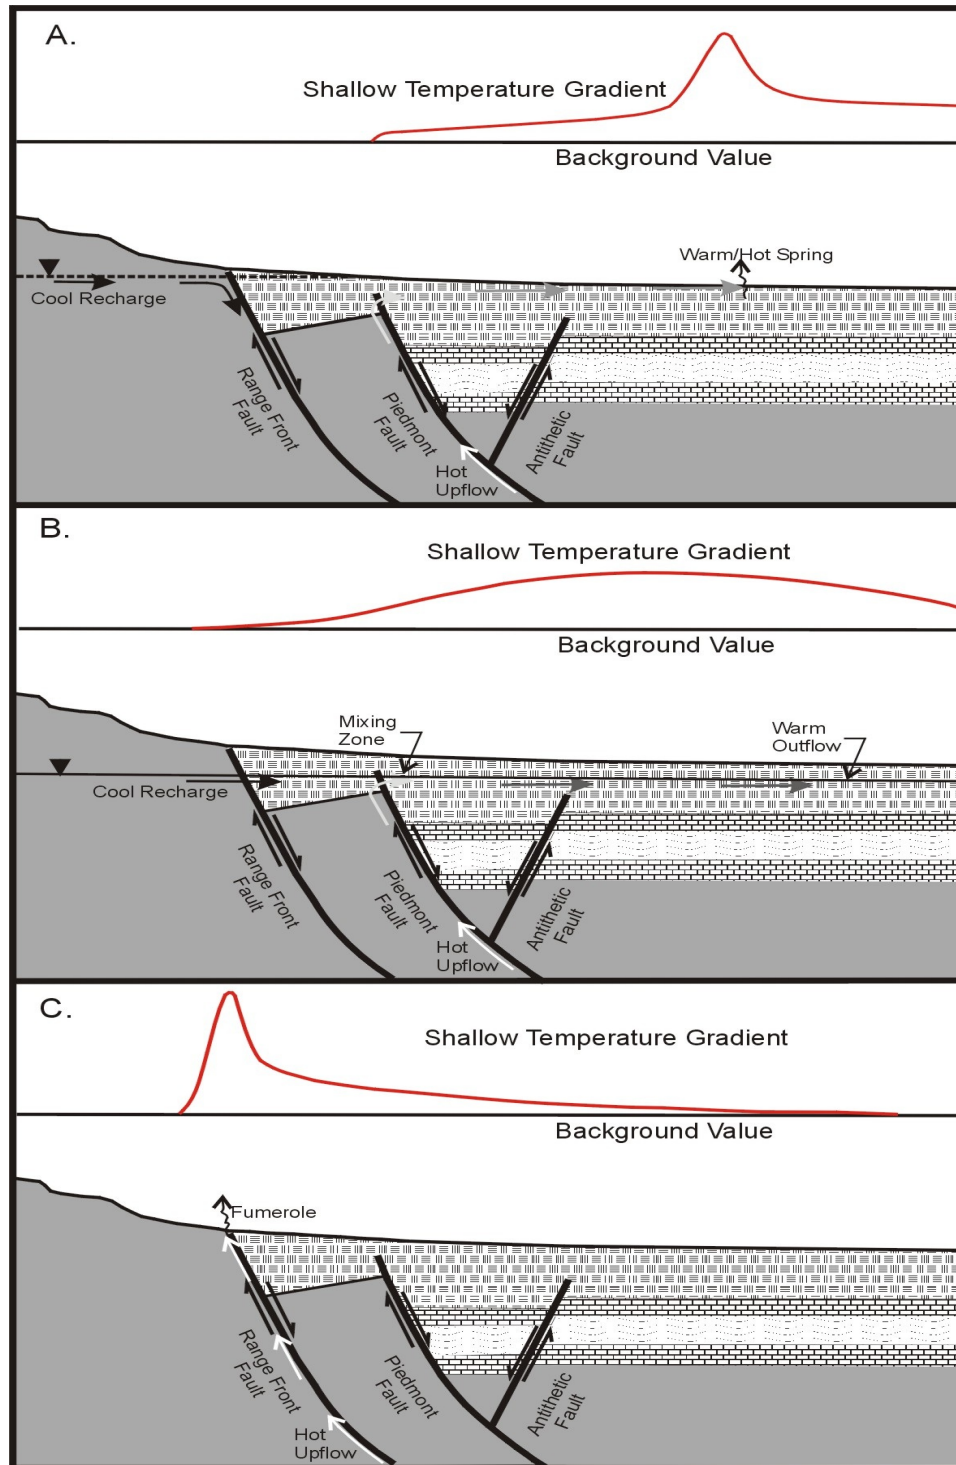 A.
Shallow Temperature Gradient
Background Value
Warm/Hot Spring
Cool Recharge
Range Front
Fault
Piedmont
Fault
Hot
Upflow
Antithetic
Fault
B.
Shallow Temperature Gradient
Background Value
Mixing
Zone
Warm
Outflow
Cool Recharge
Range Front
Fault
Piedmont
Fault
Hot
Upflow
Antithetic
Fault
C.
Shallow Temperature Gradient
Background Value
Fumerole
Range Front
Fault
Piedmont
Fault
Hot
Upflow
Antithetic
Fault